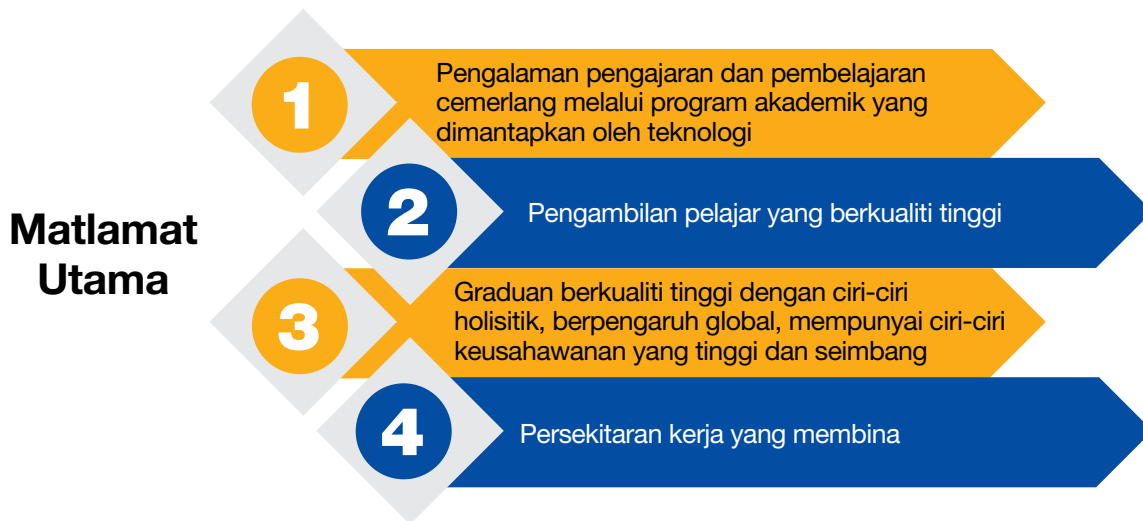 Matlamat
Utama
1
Pengalaman pengajaran dan pembelajaran
cemerlang melalui program akademik yang
dimantapkan oleh teknologi
2
Pengambilan pelajar yang berkualiti tinggi
3
Graduan berkualiti tinggi dengan ciri-ciri
holisitik, berpengaruh global, mempunyai ciri-ciri
keusahawanan yang tinggi dan seimbang
4
Persekitaran kerja yang membina